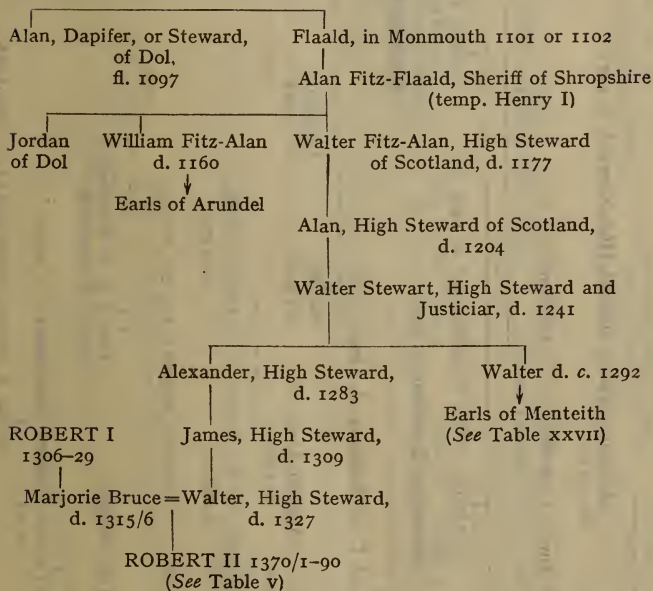 Alan, Dapifer, or Steward,
of Dol,
fl. 1097
Flaald, in Monmouth 1101 or 1102
Alan Fitz-Flaald, Sheriff of Shropshire
(temp. Henry I)
Jordan
of Dol
William Fitz-Alan
d. 1160
Earls of Arundel
Walter Fitz-Alan, High Steward
of Scotland, d. 1177
Alan, High Steward of Scotland,
d. 1204
Walter Stewart, High Steward and
Justiciar, d. 1241
Alexander, High Steward,
d. 1283
Walter d. c. 1292
Earls of Menteith
(See Table XXVII)
ROBERT I
1306–29
James, High Steward,
d. 1309
Marjorie Bruce=Walter, High Steward,
d. 1315/6
d. 1327
ROBERT II 1370/1–90
(See Table V)